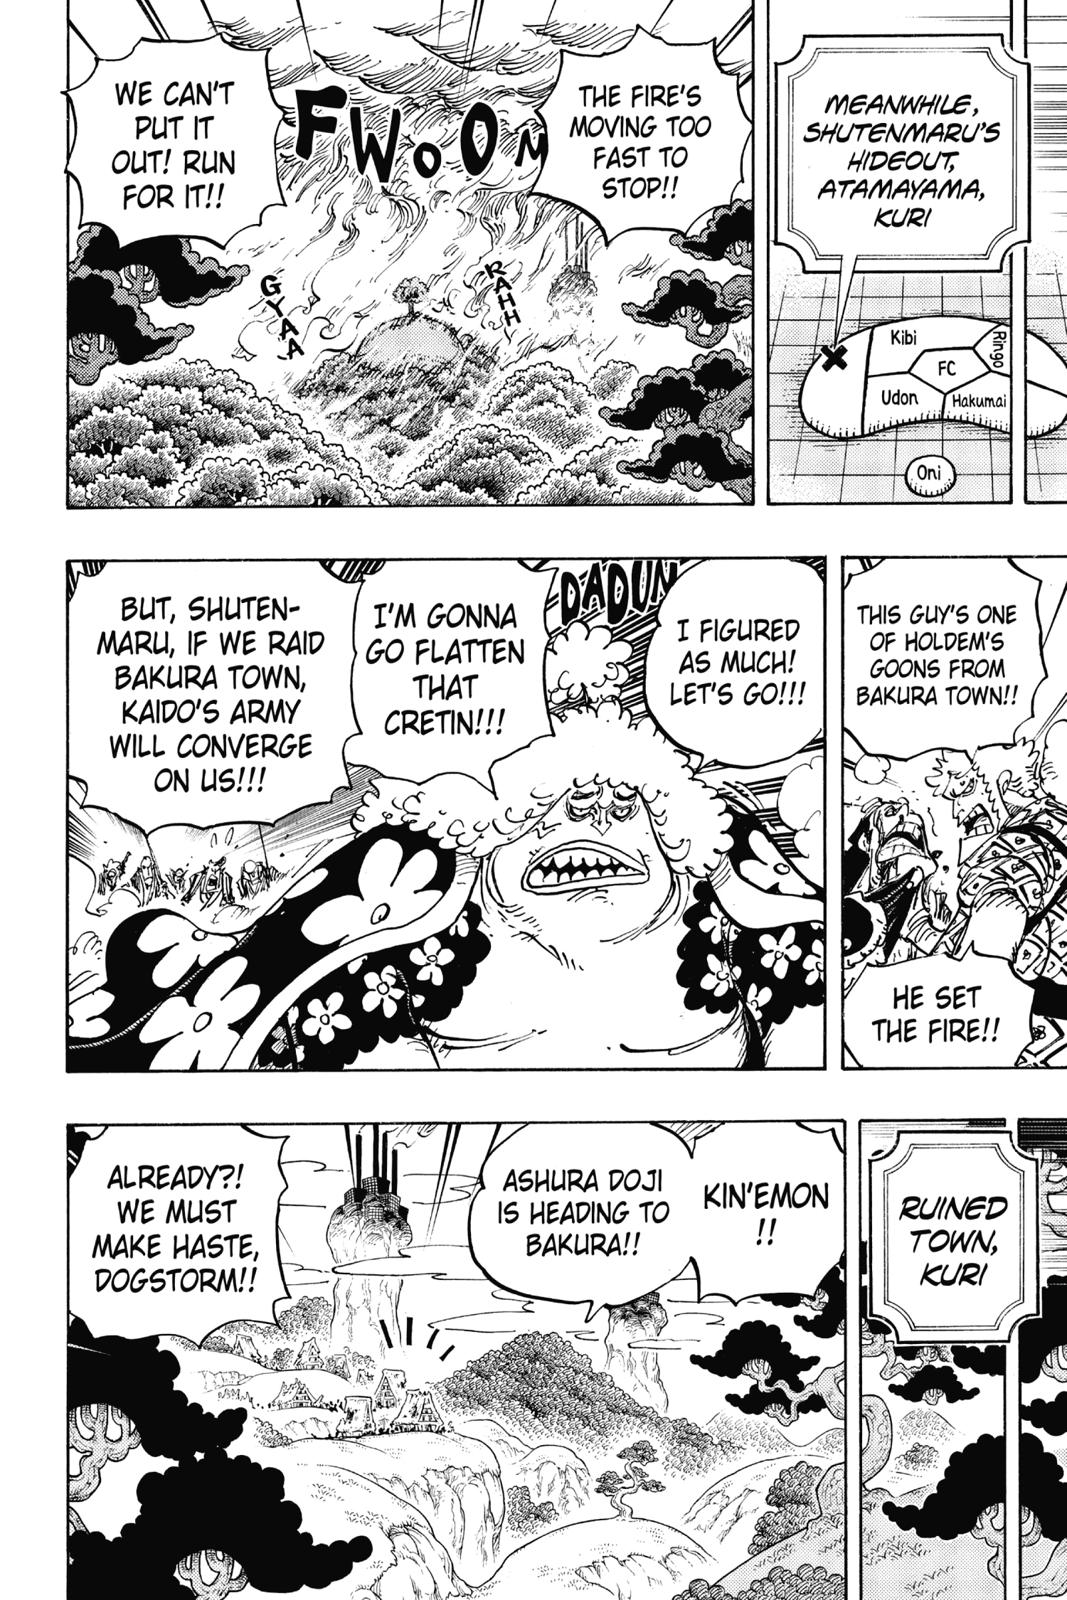 MEANWHILE,
SHUTENMARU'S
HIDEOUT,
ATAMAYAMA,
KURI
Kibi
Ringo
FC
Udon
Hakumai
Oni
THE FIRE'S
MOVING TOO
FAST TO
STOP!!
FWOOM
WE CAN'T
PUT IT
OUT! RUN
FOR IT!!
RAHH
GYAA
THIS GUY'S ONE
OF HOLDEM'S
GOONS FROM
BAKURA TOWN!!
HE SET
THE FIRE!!
I FIGURED
AS MUCH!
LET'S GO!!!
DADUN
I'M GONNA
GO FLATTEN
THAT
CRETIN!!!
BUT, SHUTEN-
MARU, IF WE RAID
BAKURA TOWN,
KAIDO'S ARMY
WILL CONVERGE
ON US!!!
RUINED
TOWN,
KURI
KIN'EMON
!!
ASHURA DOJI
IS HEADING TO
BAKURA!!
ALREADY?!
WE MUST
MAKE HASTE,
DOGSTORM!!